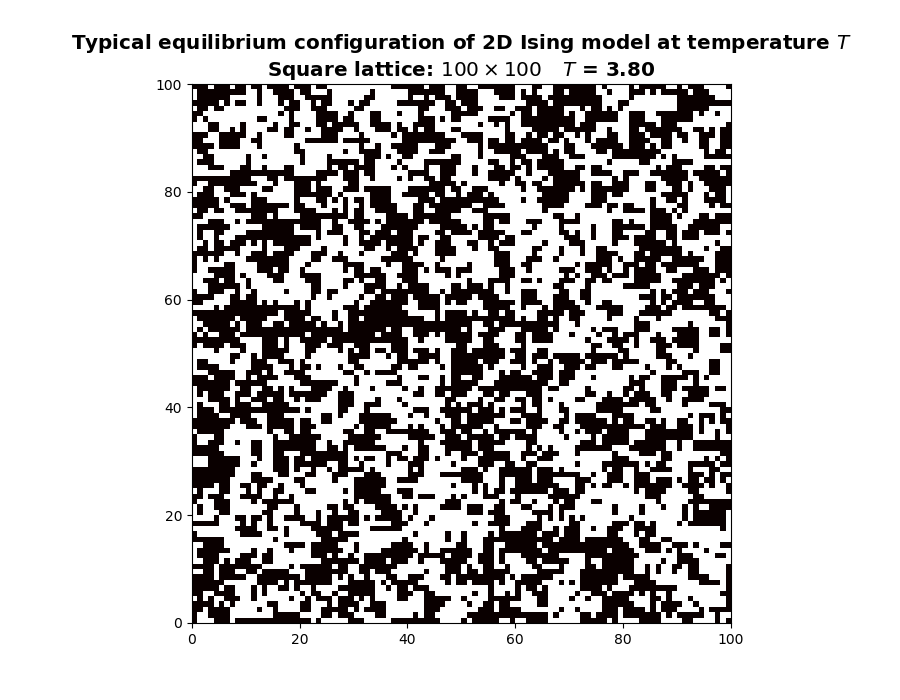 Typical equilibrium configuration of 2D Ising model at temperature T
Square lattice: 100 × 100 T = 3.80
100
80
60
40
20
0
0 20 40 60 80 100